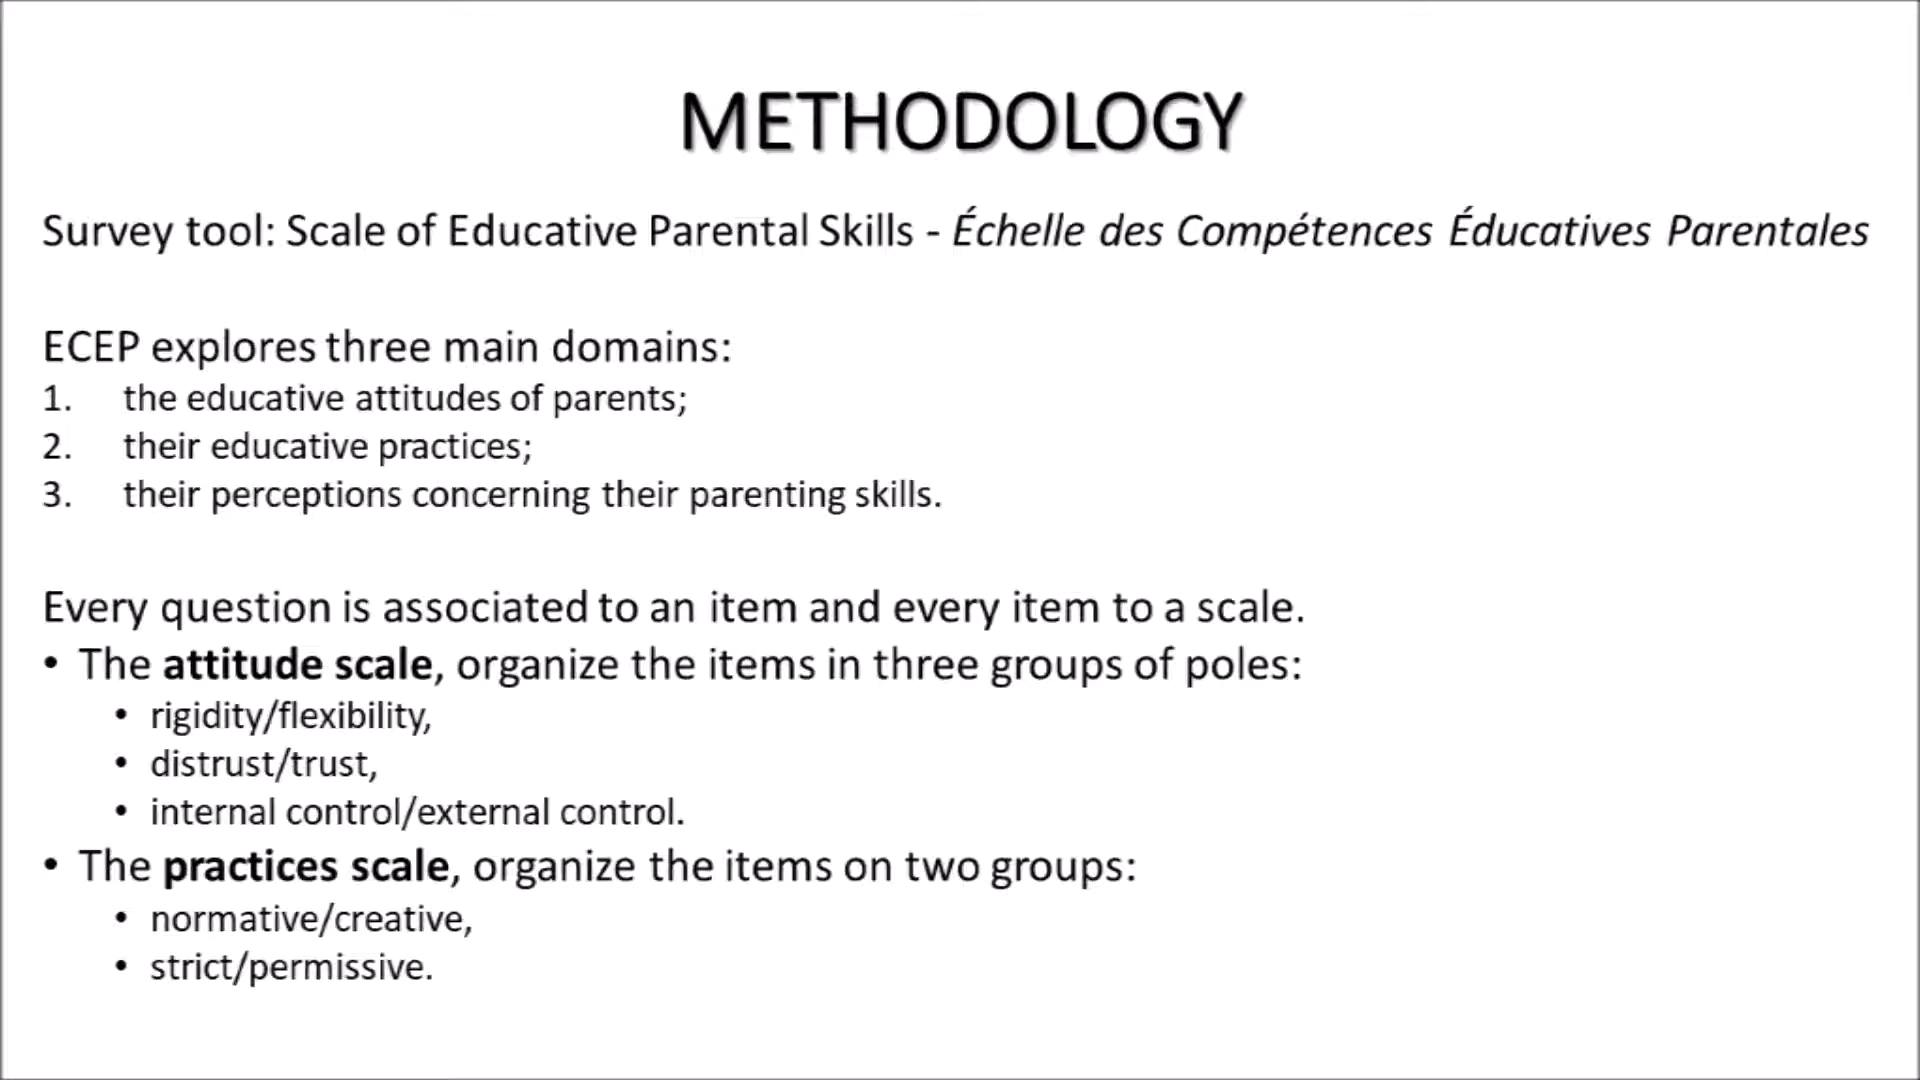 METHODOLOGY
Survey tool: Scale of Educative Parental Skills - Échelle des Compétences Éducatives Parentales
ECEP explores three main domains:
1. the educative attitudes of parents;
2. their educative practices;
3. their perceptions concerning their parenting skills.
Every question is associated to an item and every item to a scale.
• The attitude scale, organize the items in three groups of poles:
• rigidity/flexibility,
• distrust/trust,
• internal control/external control.
• The practices scale, organize the items on two groups:
• normative/creative,
• strict/permissive.